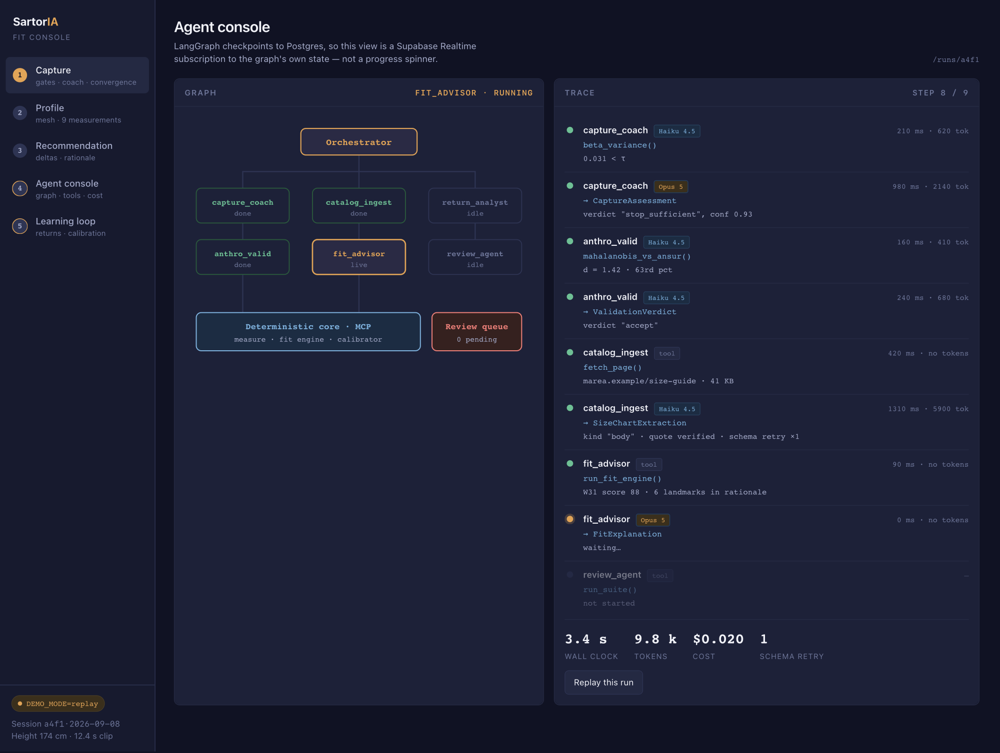 SartorIA
FIT CONSOLE
1
Capture
gates · coach · convergence
2
Profile
mesh · 9 measurements
3
Recommendation
deltas · rationale
4
Agent console
graph · tools · cost
5
Learning loop
returns · calibration
DEMO_MODE=replay
Session a4f1·2026-09-08
Height 174 cm · 12.4 s clip
Agent console
LangGraph checkpoints to Postgres, so this view is a Supabase Realtime
subscription to the graph's own state — not a progress spinner.
/runs/a4f1
GRAPH
FIT_ADVISOR · RUNNING
Orchestrator
capture_coach
done
catalog_ingest
done
return_analyst
idle
anthro_valid
done
fit_advisor
live
review_agent
idle
Deterministic core · MCP
measure · fit engine · calibrator
Review queue
0 pending
TRACE
STEP 8 / 9
capture_coach Haiku 4.5 210 ms · 620 tok
beta_variance()
0.031 < τ
capture_coach Opus 5 980 ms · 2140 tok
→ CaptureAssessment
verdict "stop_sufficient", conf 0.93
anthro_valid Haiku 4.5 160 ms · 410 tok
mahalanobis_vs_ansur()
d = 1.42 · 63rd pct
anthro_valid Haiku 4.5 240 ms · 680 tok
→ ValidationVerdict
verdict "accept"
catalog_ingest tool 420 ms · no tokens
fetch_page()
marea.example/size-guide · 41 KB
catalog_ingest Haiku 4.5 1310 ms · 5900 tok
→ SizeChartExtraction
kind "body" · quote verified · schema retry ×1
fit_advisor tool 90 ms · no tokens
run_fit_engine()
W31 score 88 · 6 landmarks in rationale
fit_advisor Opus 5 0 ms · no tokens
→ FitExplanation
waiting…
review_agent tool —
run_suite()
not started
3.4 s 9.8 k $0.020 1
WALL CLOCK TOKENS COST SCHEMA RETRY
Replay this run